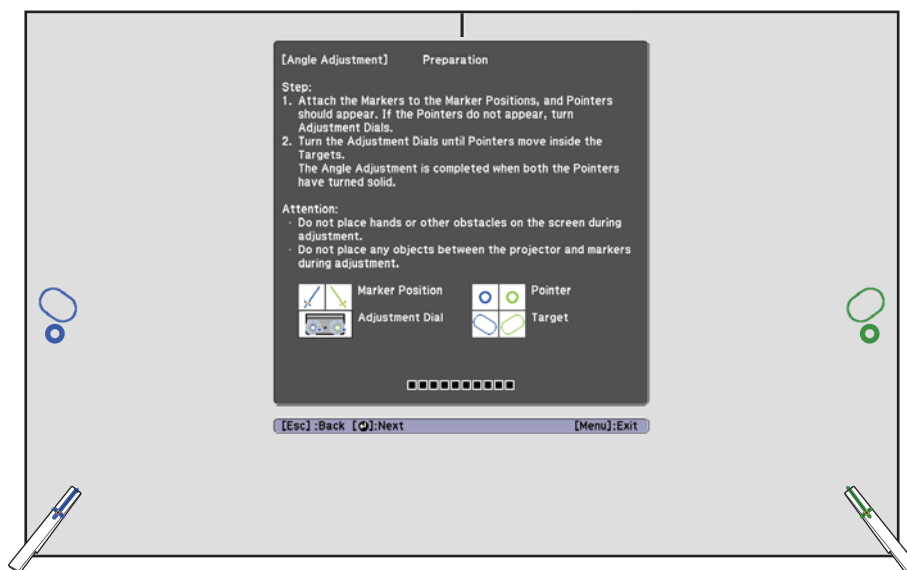 [Angle Adjustment] Preparation
Step:
1. Attach the Markers to the Marker Positions, and Pointers
should appear. If the Pointers do not appear, turn
Adjustment Dials.
2. Turn the Adjustment Dials until Pointers move inside the
Targets.
The Angle Adjustment is completed when both the Pointers
have turned solid.
Attention:
· Do not place hands or other obstacles on the screen during
adjustment.
· Do not place any objects between the projector and markers
during adjustment.
Marker Position
Pointer
Adjustment Dial
Target
[Esc] :Back [⏎]:Next [Menu]:Exit